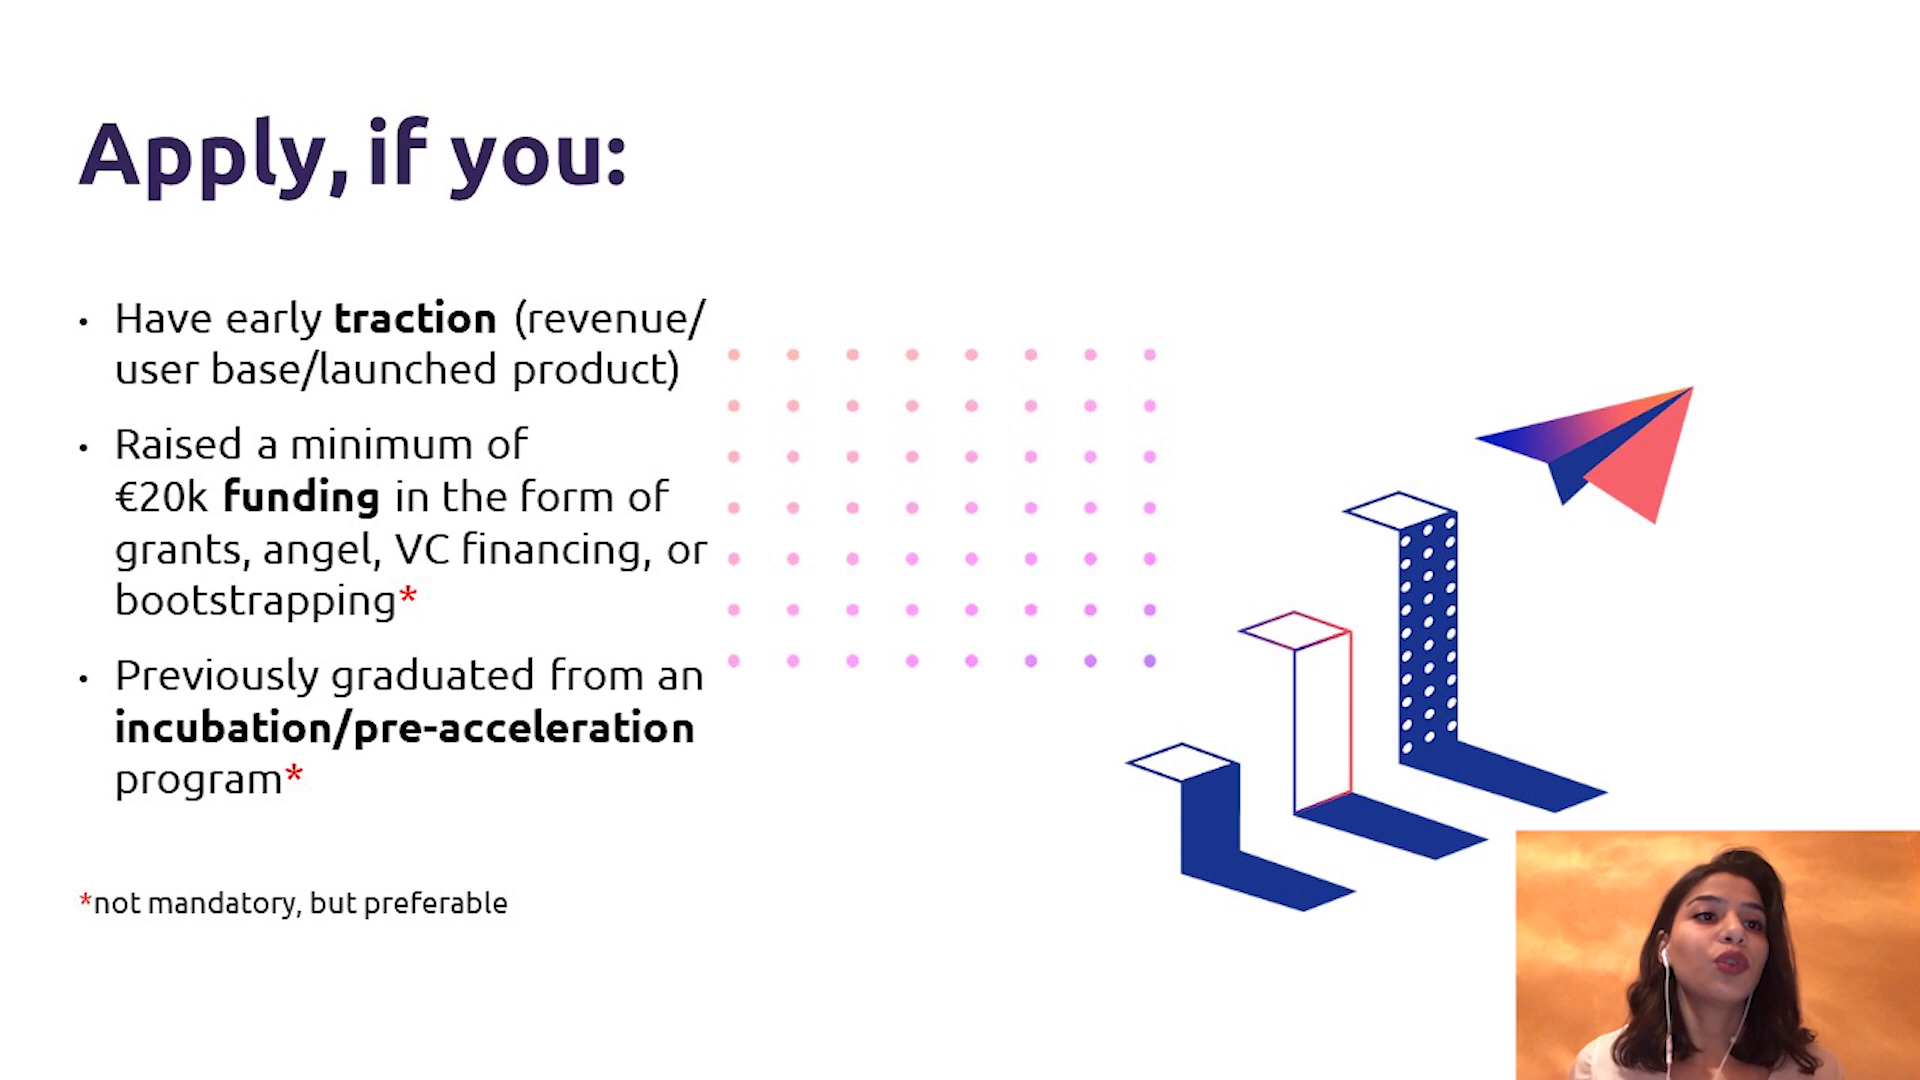 Apply, if you:
• Have early traction (revenue/
user base/launched product)
• Raised a minimum of
€20k funding in the form of
grants, angel, VC financing, or
bootstrapping*
• Previously graduated from an
incubation/pre-acceleration
program*
*not mandatory, but preferable